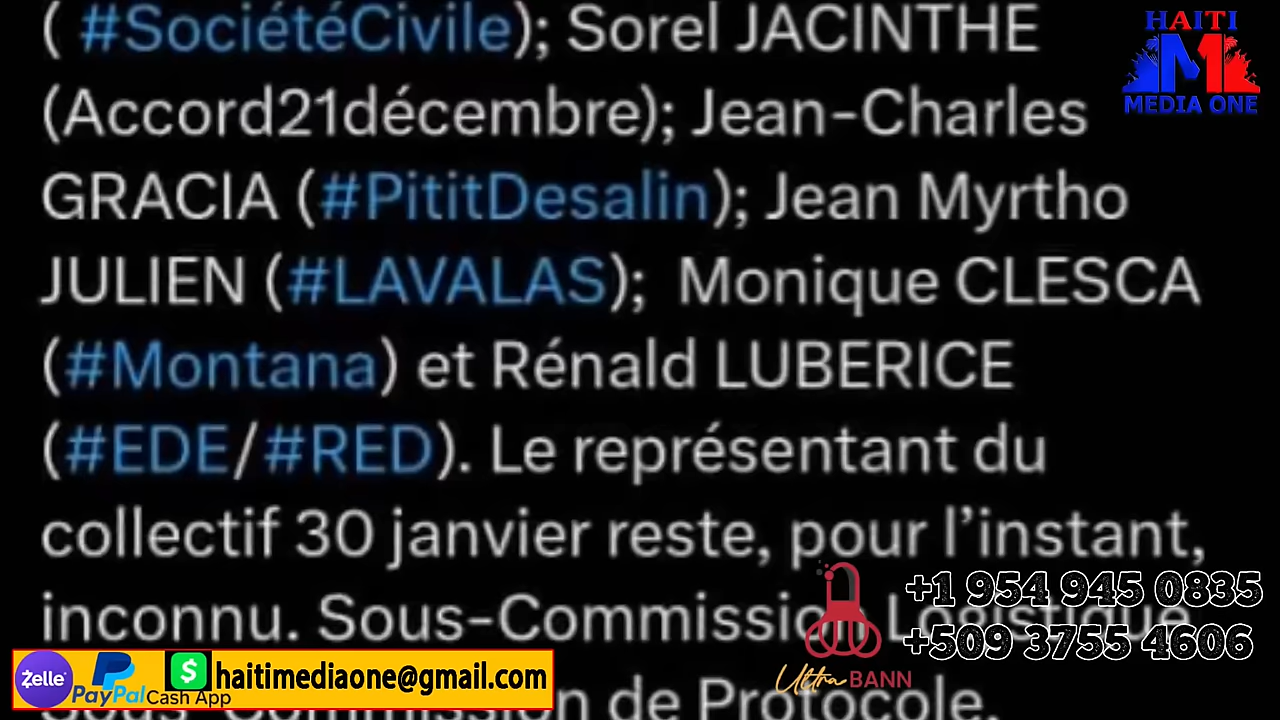 ( #SociétéCivile); Sorel JACINTHE
(Accord21décembre); Jean-Charles
GRACIA (#PititDesalin); Jean Myrtho
JULIEN (#LAVALAS);  Monique CLESCA
(#Montana) et Rénald LUBERICE
(#EDE/#RED). Le représentant du
collectif 30 janvier reste, pour l’instant,
inconnu. Sous-Commission
de Protocole.
HAITI
M
MEDIA ONE
+1 954 945 0835
+509 3755 4606
Ultra BANN
Zelle
PayPal
$
Cash App
haitimediaone@gmail.com